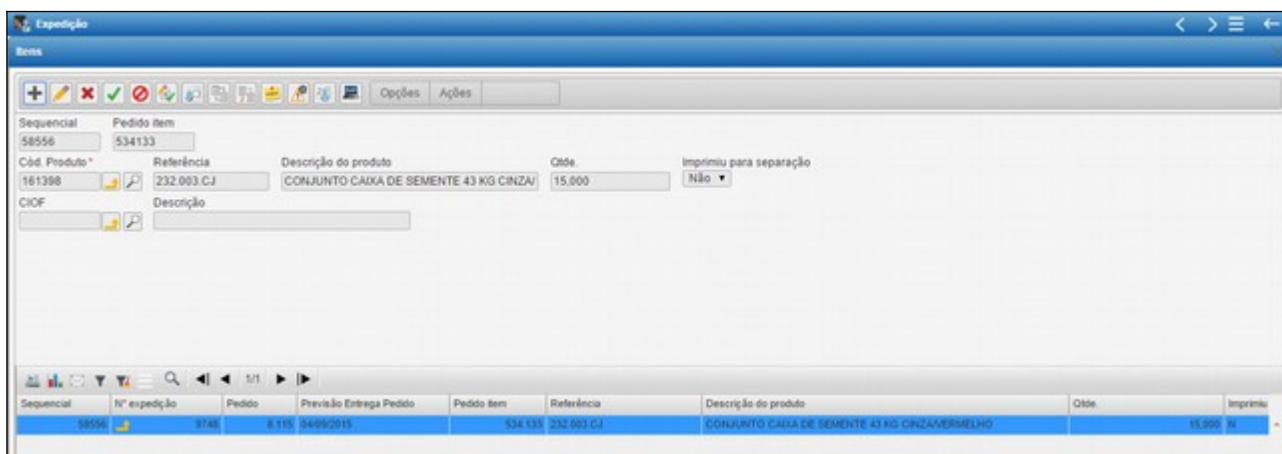 Expedição
Itens
Opções Ações
Sequencial Pedido item
58556 534133
Cód. Produto* Referência Descrição do produto Qtde. Imprimiu para separação
161398 232.003.CJ CONJUNTO CAIXA DE SEMENTE 43 KG CINZA/ 15,000 Não
CIOF Descrição
1/1
Sequencial Nº expedição Pedido Previsão Entrega Pedido Pedido item Referência Descrição do produto Qtde. Imprimiu
58556 9748 8.115 04/09/2015 534.133 232.003.CJ CONJUNTO CAIXA DE SEMENTE 43 KG CINZA/VERMELHO 15,000 N